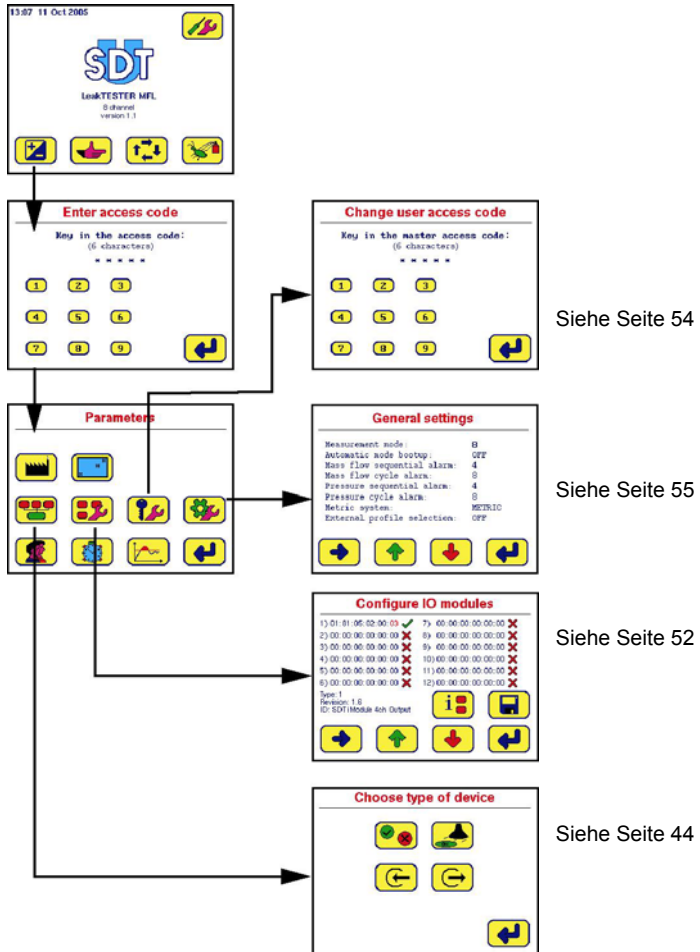 13:07 11 Oct 2005
SDT
LeakTESTER MFL
8 channel
version 1.1
Enter access code
Key in the access code:
(6 characters)
* * * * *
1 2 3
4 5 6
7 8 9
Change user access code
Key in the master access code:
(6 characters)
* * * * *
1 2 3
4 5 6
7 8 9
Siehe Seite 54
Parameters
General settings
Measurement mode: 8
Automatic mode bootup: OFF
Mass flow sequential alarm: 4
Mass flow cycle alarm: 8
Pressure sequential alarm: 4
Pressure cycle alarm: 8
Metric system: METRIC
External profile selection: OFF
Siehe Seite 55
Configure IO modules
1) 01:01:05:02:00:03 7) 00:00:00:00:00:00
2) 00:00:00:00:00:00 8) 00:00:00:00:00:00
3) 00:00:00:00:00:00 9) 00:00:00:00:00:00
4) 00:00:00:00:00:00 10) 00:00:00:00:00:00
5) 00:00:00:00:00:00 11) 00:00:00:00:00:00
6) 00:00:00:00:00:00 12) 00:00:00:00:00:00
Type: 1
Revision: 1.6
ID: SDT iModule 4ch Output
i
Siehe Seite 52
Choose type of device
Siehe Seite 44